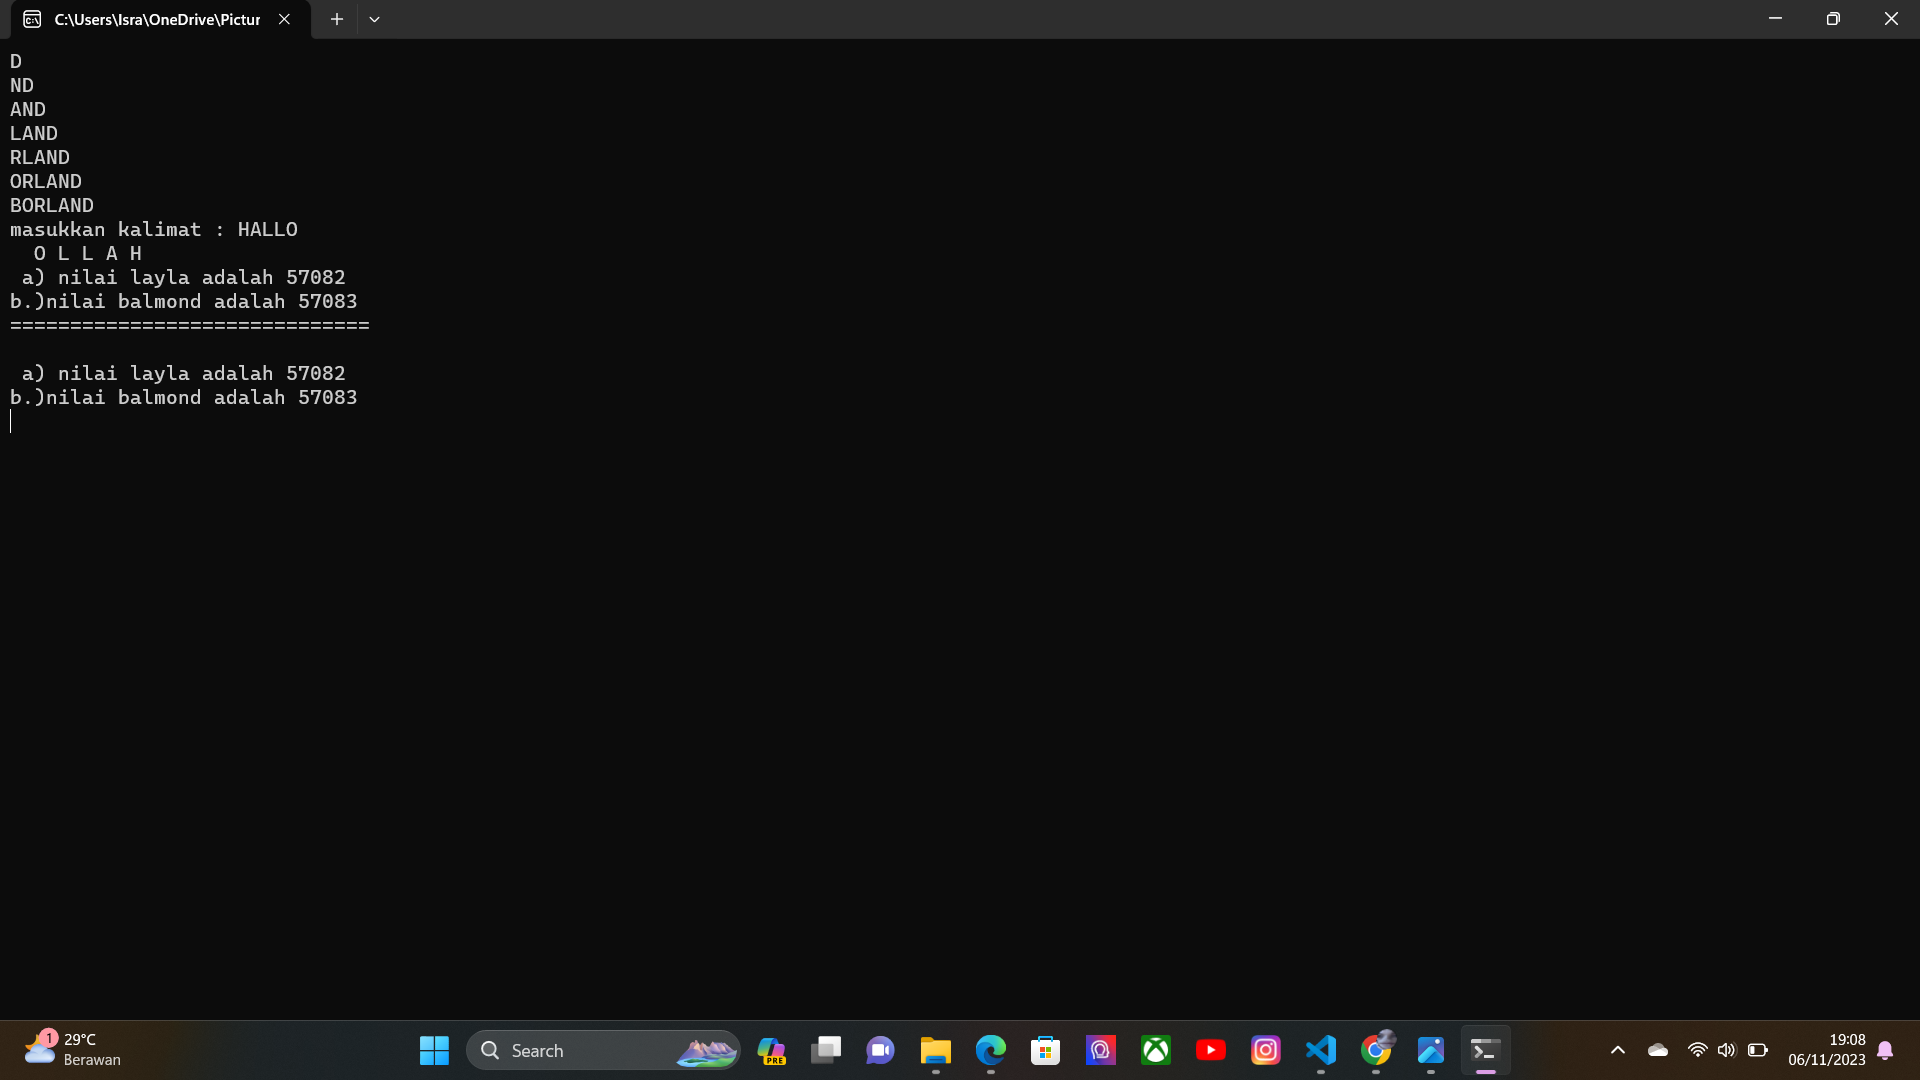 C:\Users\Isra\OneDrive\Pictur
D
ND
AND
LAND
RLAND
ORLAND
BORLAND
masukkan kalimat : HALLO
O L L A H
a) nilai layla adalah 57082
b.)nilai balmond adalah 57083
==============================
a) nilai layla adalah 57082
b.)nilai balmond adalah 57083
1
29°C
Berawan
Search
PRE
19:08
06/11/2023